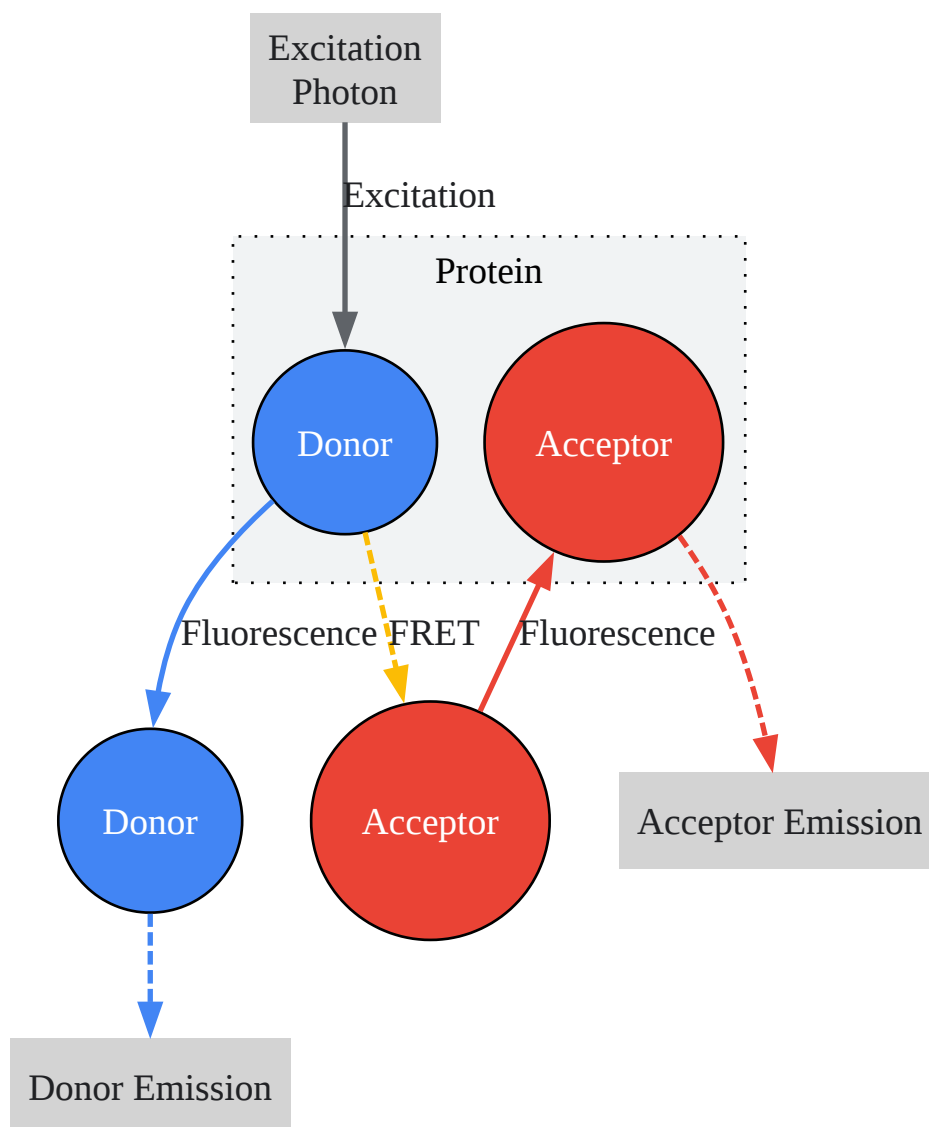 Excitation
Photon
Excitation
Protein
Donor
Acceptor
Fluorescence
FRET
Fluorescence
Donor
Acceptor
Acceptor Emission
Donor Emission